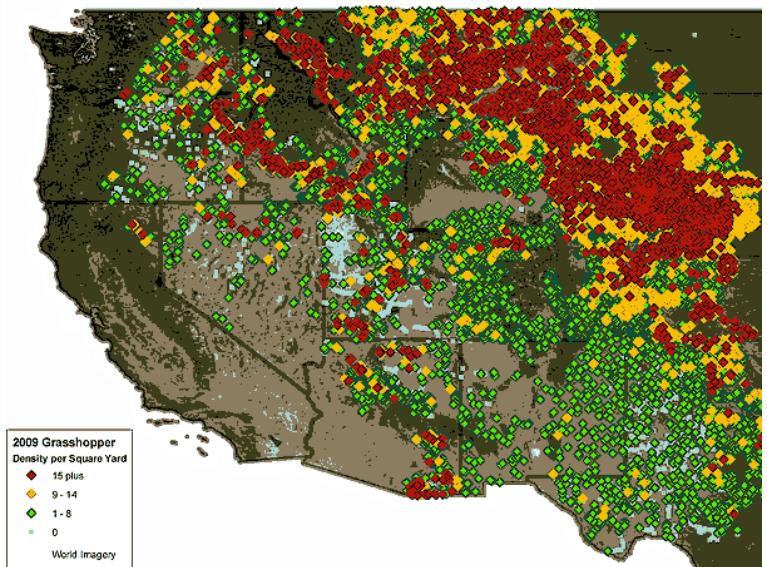 2009 Grasshopper
Density per Square Yard
15 plus
9 - 14
1 - 8
0
World Imagery